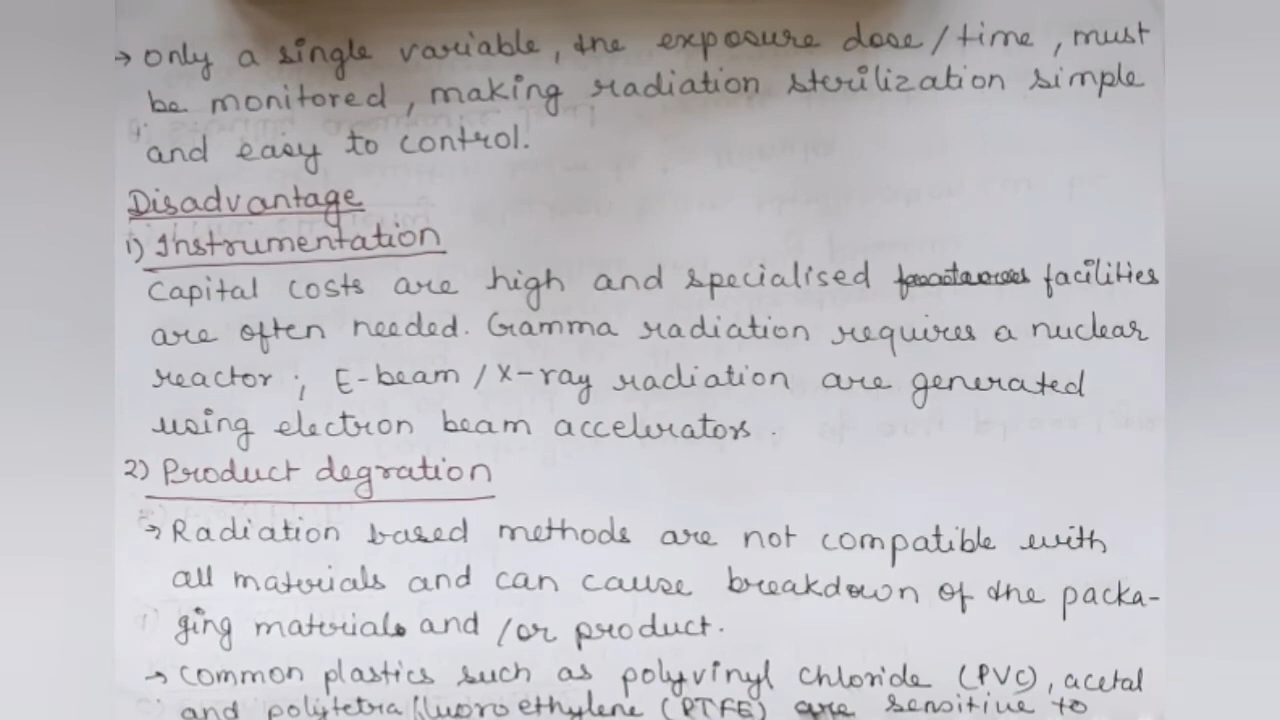 → only a single variable, the exposure dose/time, must
be monitored, making radiation sterilization simple
and easy to control.
Disadvantage
1) Instrumentation
Capital costs are high and specialised facilities
are often needed. Gamma radiation requires a nuclear
reactor; E-beam/X-ray radiation are generated
using electron beam accelerators.
2) Product degration
→ Radiation based methods are not compatible with
all materials and can cause breakdown of the packa-
ging materials and /or product.
→ Common plastics such as polyvinyl chloride (PVC), acetal
and polytetrafluoroethylene (PTFE) are sensitive to